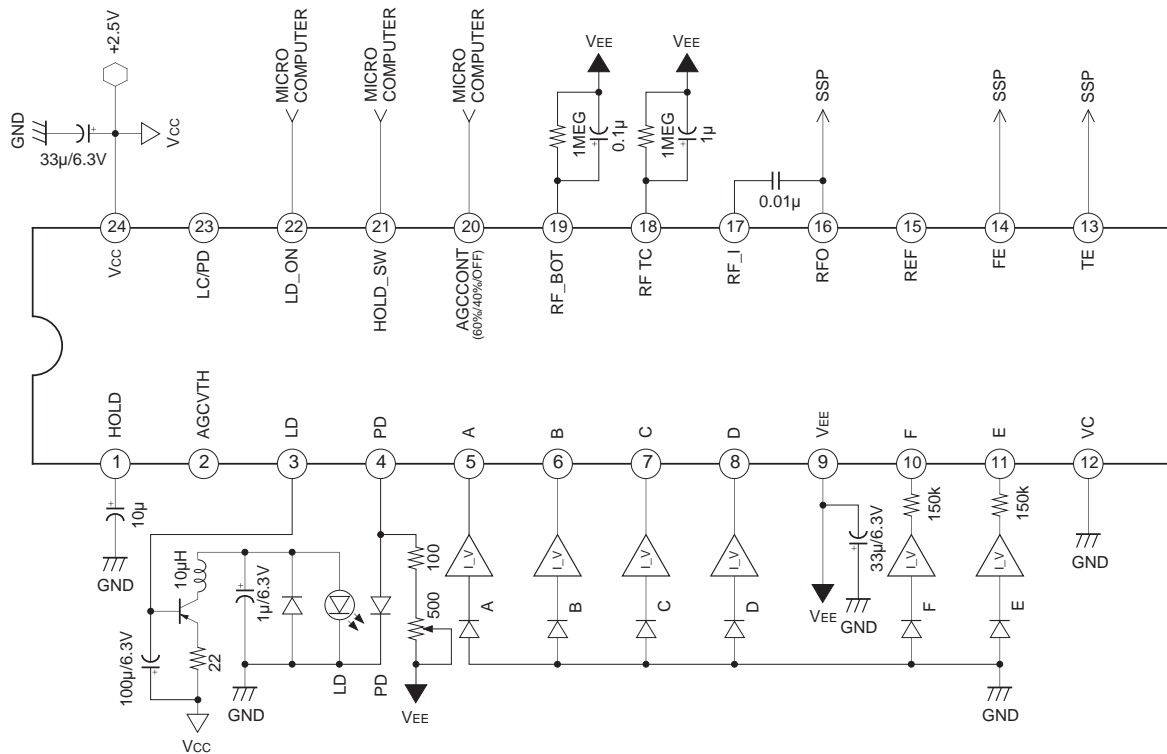 +2.5V
GND
33µ/6.3V
VCC
MICRO
COMPUTER
MICRO
COMPUTER
MICRO
COMPUTER
VEE
1MEG
0.1µ
VEE
1MEG
1µ
0.01µ
SSP
SSP
SSP
24
23
22
21
20
19
18
17
16
15
14
13
VCC
LC/PD
LD_ON
HOLD_SW
AGCCONT
(60%/40%/OFF)
RF_BOT
RF TC
RF_I
RFO
REF
FE
TE
HOLD
AGCVTH
LD
PD
A
B
C
D
VEE
F
E
VC
1
2
3
4
5
6
7
8
9
10
11
12
10µ
GND
10µH
1µ/6.3V
100µ/6.3V
22
VCC
GND
LD
PD
100
500
VEE
I_V
A
I_V
B
I_V
C
I_V
D
33µ/6.3V
VEE
GND
150k
I_V
F
150k
I_V
E
GND
GND